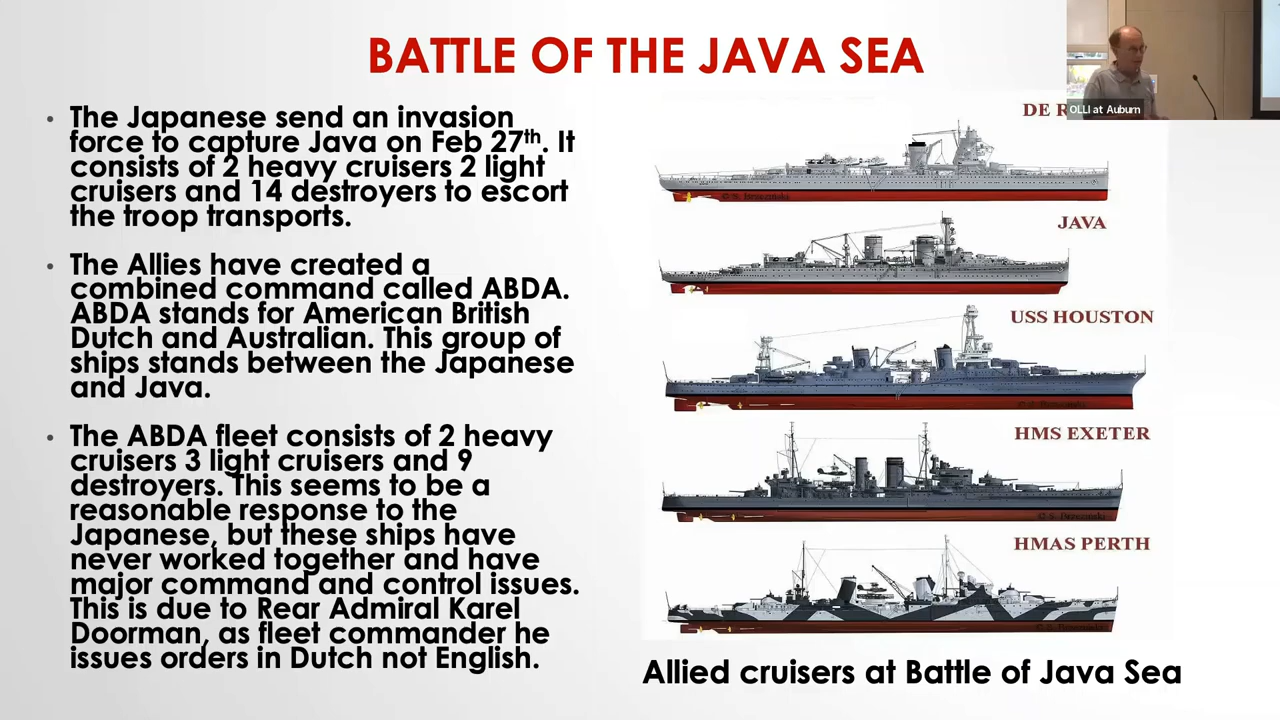 BATTLE OF THE JAVA SEA
• The Japanese send an invasion
force to capture Java on Feb 27th. It
consists of 2 heavy cruisers 2 light
cruisers and 14 destroyers to escort
the troop transports.
• The Allies have created a
combined command called ABDA.
ABDA stands for American British
Dutch and Australian. This group of
ships stands between the Japanese
and Java.
• The ABDA fleet consists of 2 heavy
cruisers 3 light cruisers and 9
destroyers. This seems to be a
reasonable response to the
Japanese, but these ships have
never worked together and have
major command and control issues.
This is due to Rear Admiral Karel
Doorman, as fleet commander he
issues orders in Dutch not English.
OLLI at Auburn
DE
JAVA
USS HOUSTON
HMS EXETER
HMAS PERTH
Allied cruisers at Battle of Java Sea